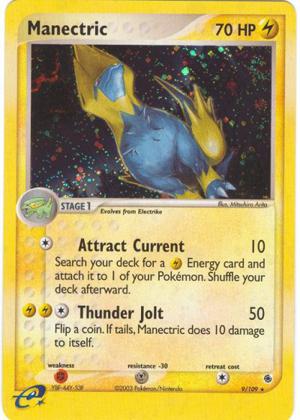 Manectric 70 HP
Illus. Mitsuhiro Arita
STAGE 1
Evolves from Electrike
Attract Current 10
Search your deck for a Energy card and
attach it to 1 of your Pokémon. Shuffle your
deck afterward.
Thunder Jolt 50
Flip a coin. If tails, Manectric does 10 damage
to itself.
weakness resistance -30 retreat cost
©2003 Pokémon/Nintendo 9/109 ★
e